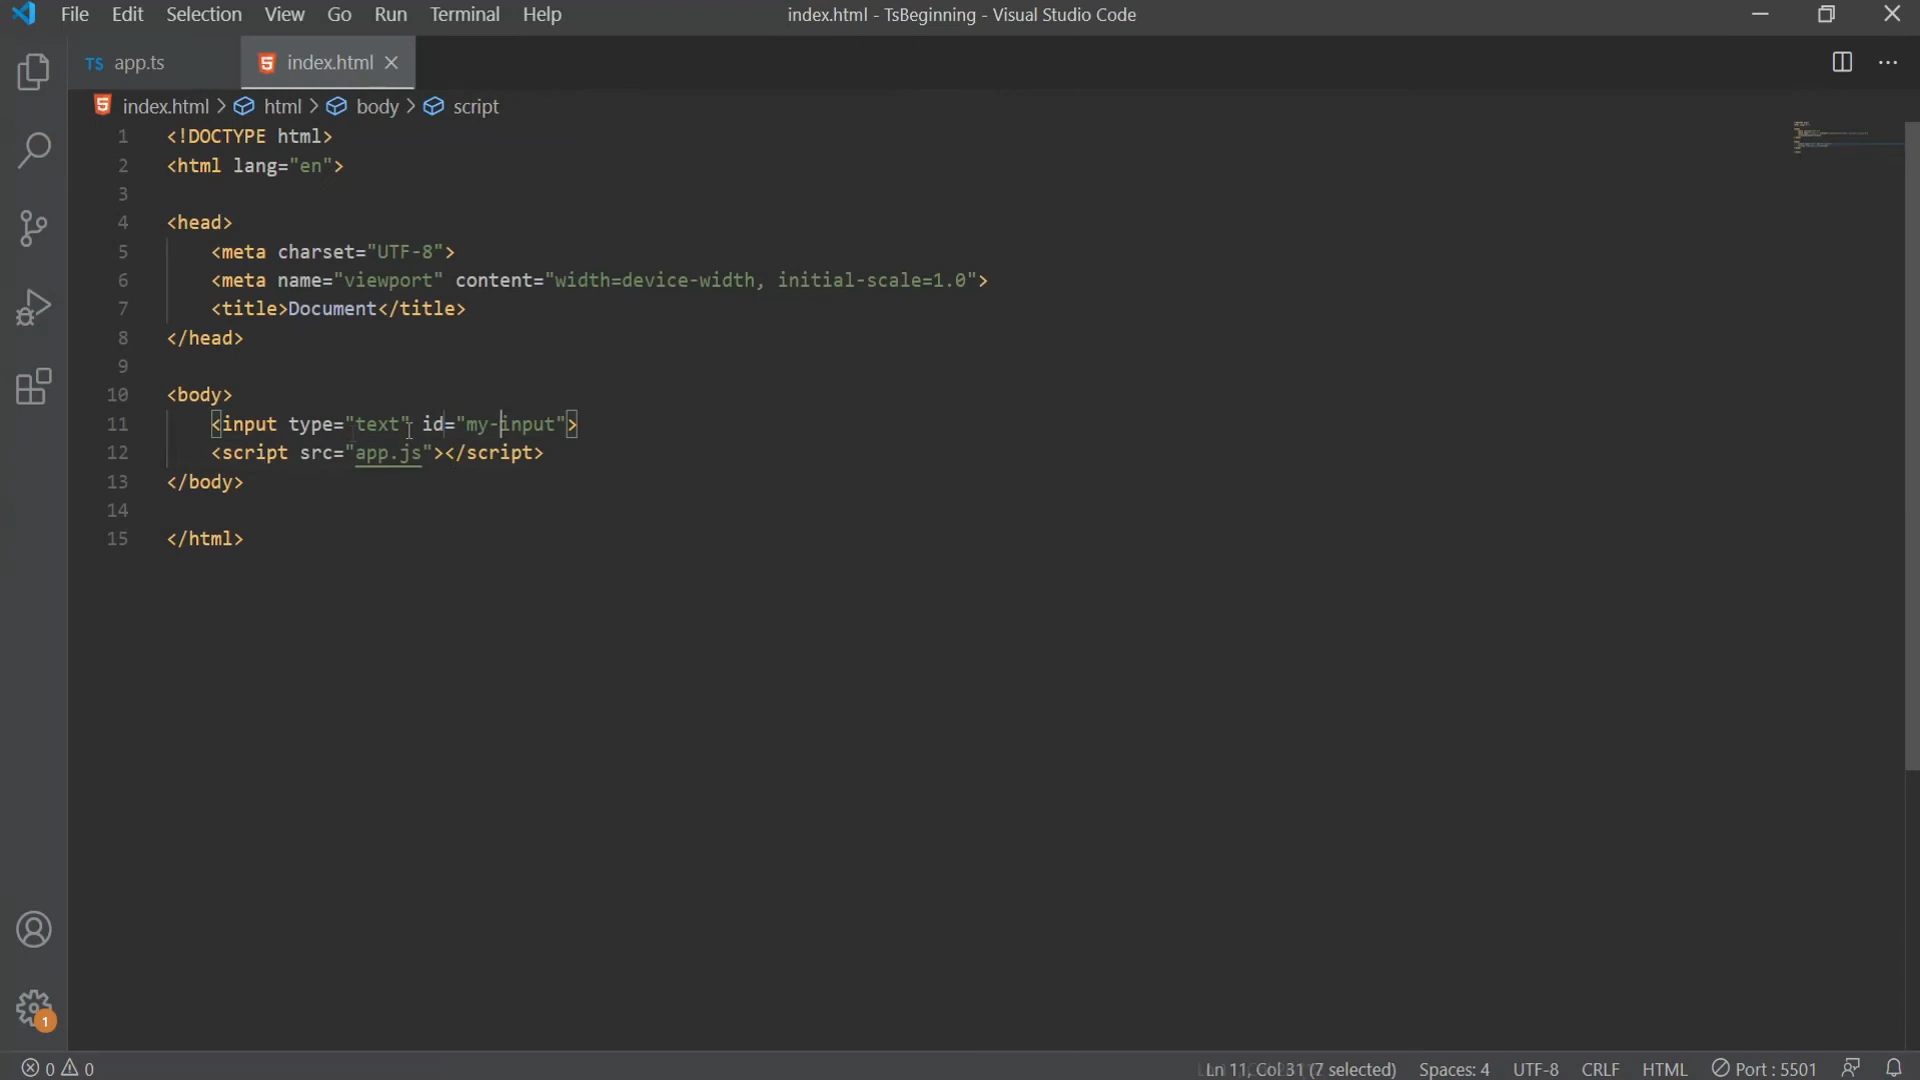 File Edit Selection View Go Run Terminal Help
index.html - TsBeginning - Visual Studio Code
TS app.ts
index.html
index.html > html > body > script
1 <!DOCTYPE html>
2 <html lang="en">
3
4 <head>
5 <meta charset="UTF-8">
6 <meta name="viewport" content="width=device-width, initial-scale=1.0">
7 <title>Document</title>
8 </head>
9
10 <body>
11 <input type="text" id="my-input">
12 <script src="app.js"></script>
13 </body>
14
15 </html>
1
0 0
Ln 11, Col 31 (7 selected) Spaces: 4 UTF-8 CRLF HTML Port : 5501